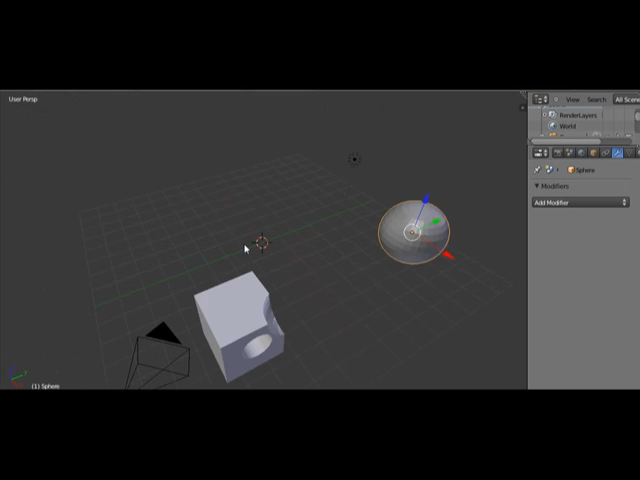 User Persp
View Search All Scene
RenderLayers
World
Sphere
Modifiers
Add Modifier
(1) Sphere